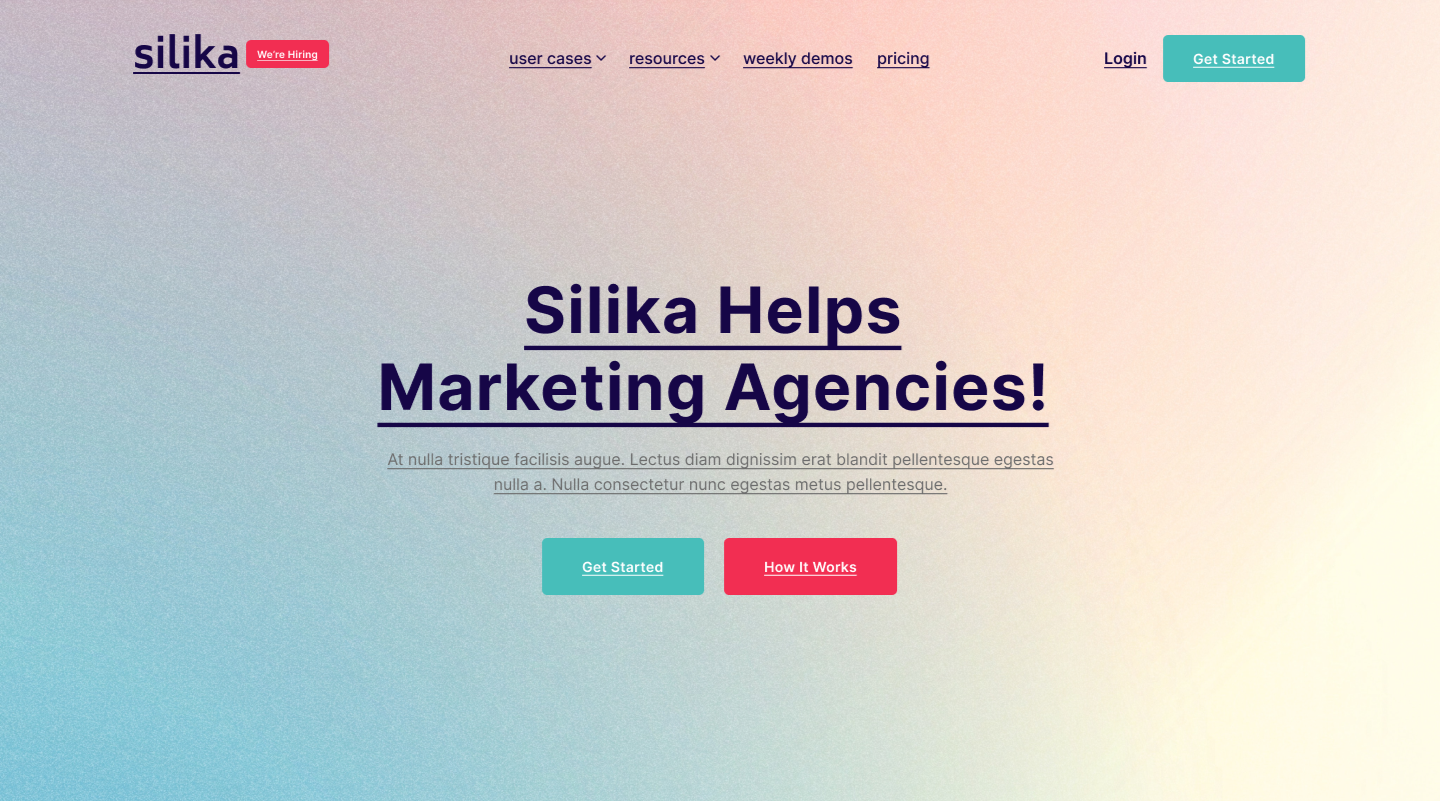 silika
We're Hiring
user cases
resources
weekly demos
pricing
Login
Get Started
Silika Helps
Marketing Agencies!
At nulla tristique facilisis augue. Lectus diam dignissim erat blandit pellentesque egestas
nulla a. Nulla consectetur nunc egestas metus pellentesque.
Get Started
How It Works